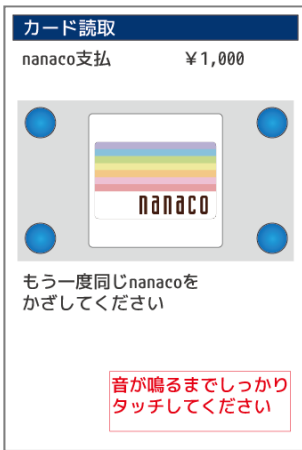 カード読取
nanaco支払　￥1,000
nanaco
もう一度同じnanacoを
かざしてください
音が鳴るまでしっかり
タッチしてください